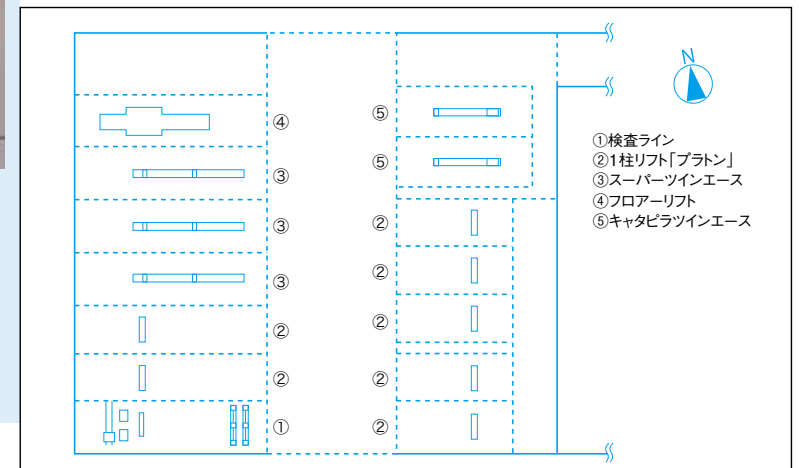 N
④
⑤
③
⑤
③
②
③
②
②
②
②
②
①
②
①検査ライン
②1柱リフト「プラトン」
③スーパーツインエース
④フロアーリフト
⑤キャタピラツインエース